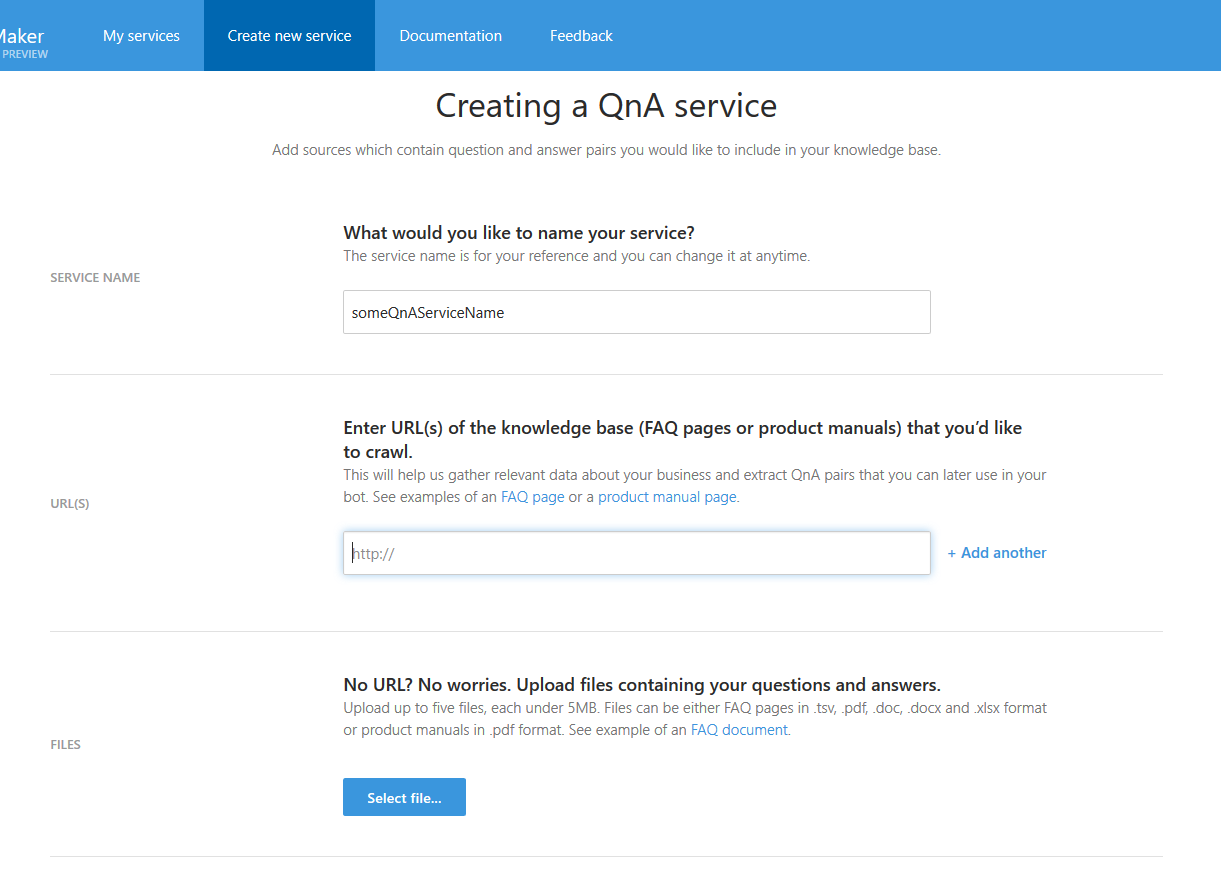 Maker
PREVIEW
My services
Create new service
Documentation
Feedback
Creating a QnA service
Add sources which contain question and answer pairs you would like to include in your knowledge base.
SERVICE NAME
What would you like to name your service?
The service name is for your reference and you can change it at anytime.
someQnAServiceName
URL(S)
Enter URL(s) of the knowledge base (FAQ pages or product manuals) that you’d like
to crawl.
This will help us gather relevant data about your business and extract QnA pairs that you can later use in your
bot. See examples of an FAQ page or a product manual page.
http://
+ Add another
FILES
No URL? No worries. Upload files containing your questions and answers.
Upload up to five files, each under 5MB. Files can be either FAQ pages in .tsv, .pdf, .doc, .docx and .xlsx format
or product manuals in .pdf format. See example of an FAQ document.
Select file...